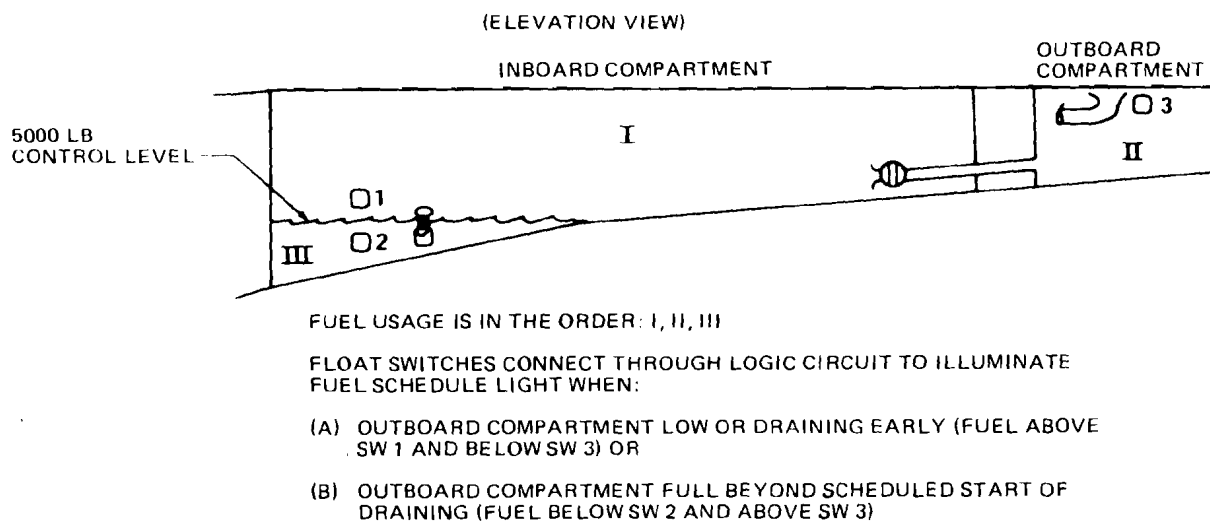 (ELEVATION VIEW)
INBOARD COMPARTMENT
OUTBOARD
COMPARTMENT
5000 LB
CONTROL LEVEL
I
II
III
1
2
3
FUEL USAGE IS IN THE ORDER: I, II, III
FLOAT SWITCHES CONNECT THROUGH LOGIC CIRCUIT TO ILLUMINATE
FUEL SCHEDULE LIGHT WHEN:
(A) OUTBOARD COMPARTMENT LOW OR DRAINING EARLY (FUEL ABOVE
SW 1 AND BELOW SW 3) OR
(B) OUTBOARD COMPARTMENT FULL BEYOND SCHEDULED START OF
DRAINING (FUEL BELOW SW 2 AND ABOVE SW 3)